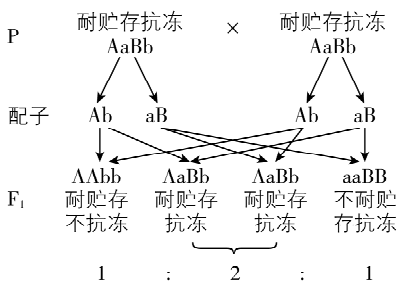 P 耐贮存抗冻 × 耐贮存抗冻
AaBb AaBb
配子 Ab aB Ab aB
F₁ AAbb AaBb AaBb aaBB
耐贮存 耐贮存 耐贮存 不耐贮
不抗冻 抗冻 抗冻 存抗冻
1 : 2 : 1